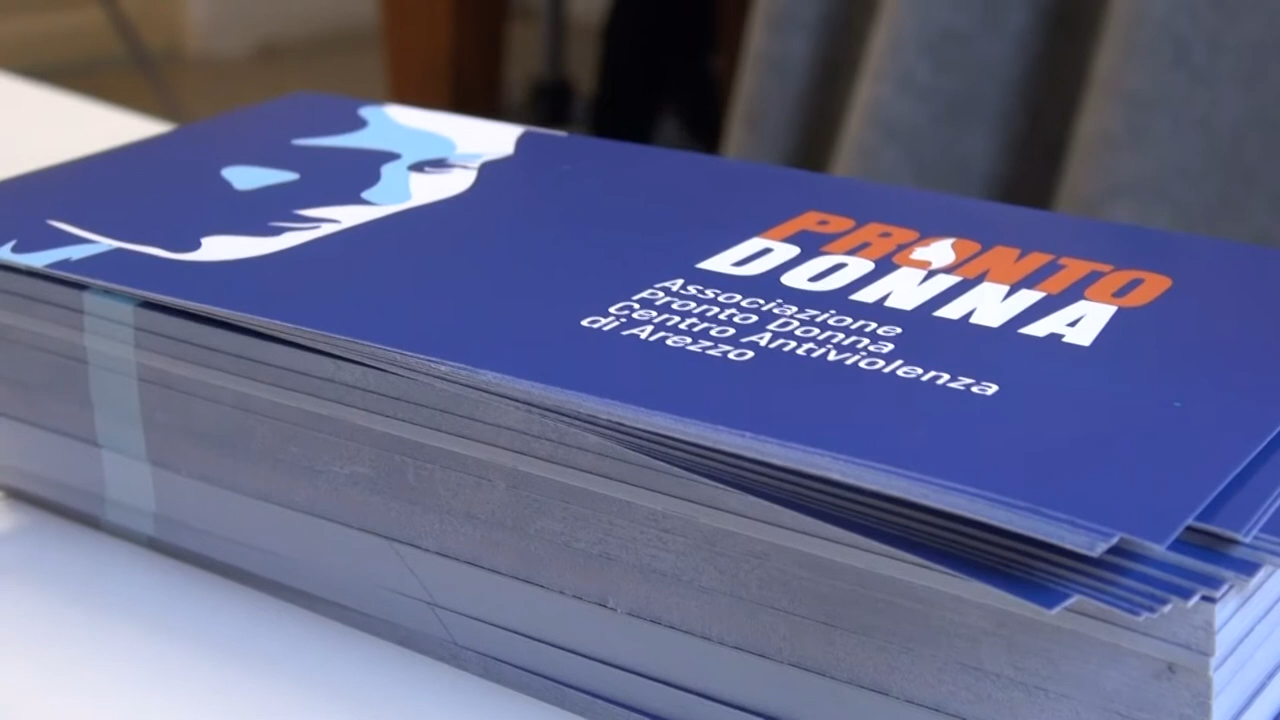 PRONTO
DONNA
Associazione
Pronto Donna
Centro Antiviolenza
di Arezzo